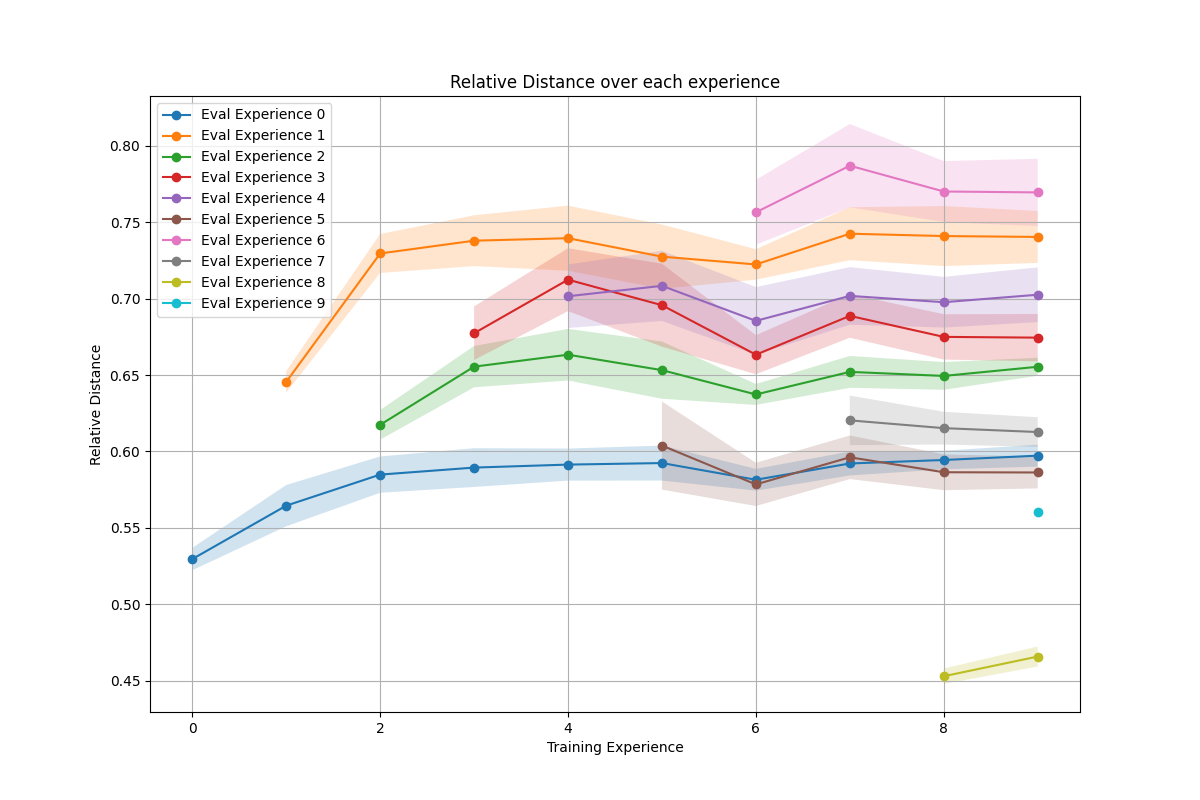 Relative Distance over each experience
Eval Experience 0
Eval Experience 1
Eval Experience 2
Eval Experience 3
Eval Experience 4
Eval Experience 5
Eval Experience 6
Eval Experience 7
Eval Experience 8
Eval Experience 9
Relative Distance
0.80
0.75
0.70
0.65
0.60
0.55
0.50
0.45
0 2 4 6 8
Training Experience